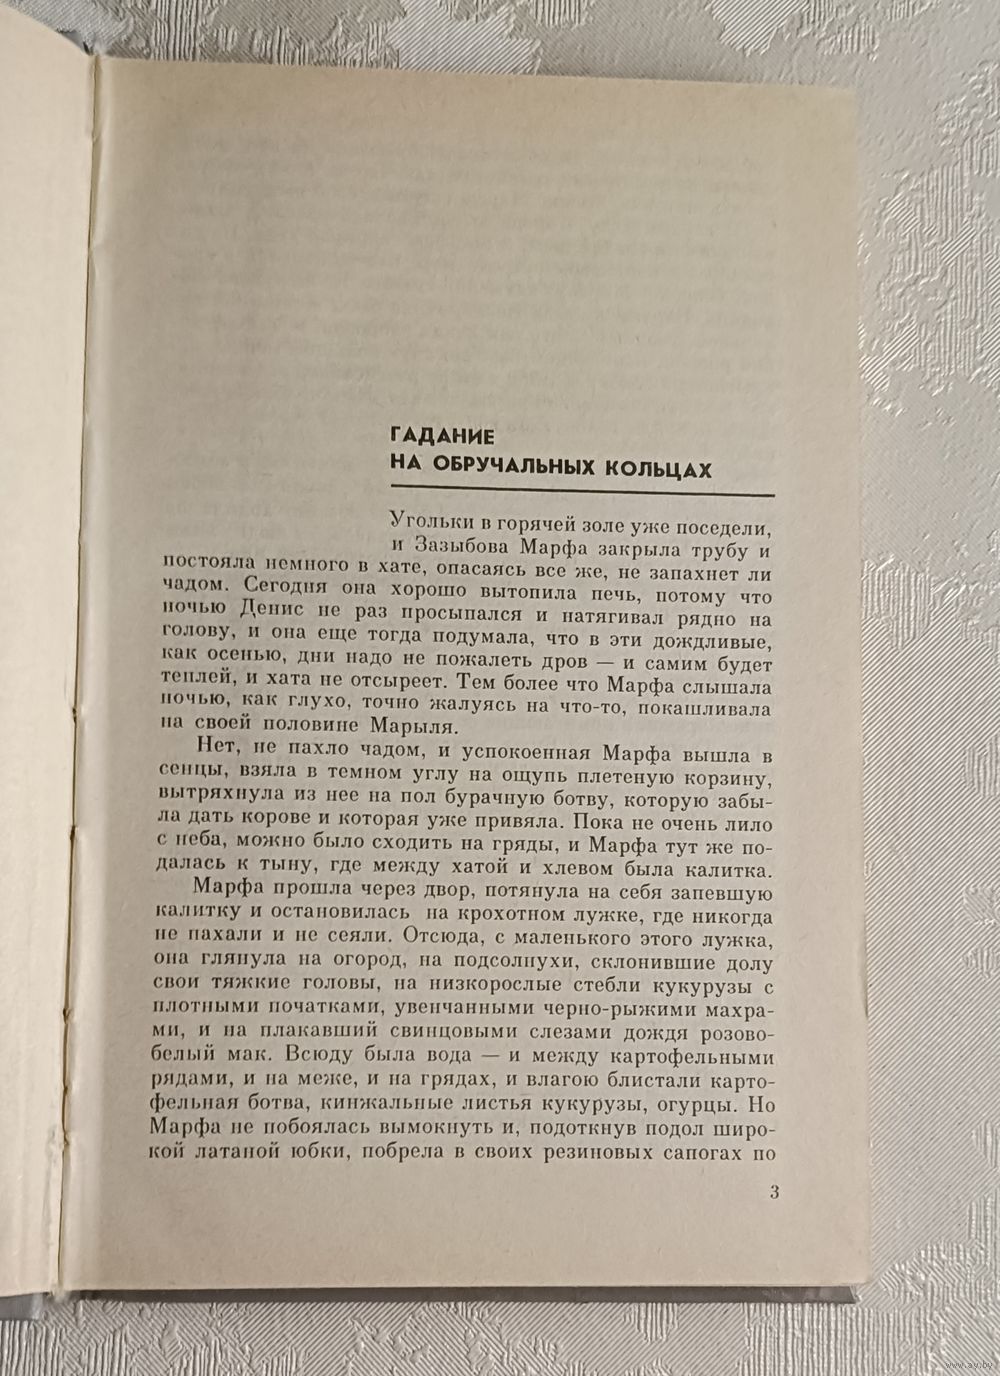 ГАДАНИЕ
НА ОБРУЧАЛЬНЫХ КОЛЬЦАХ
Угольки в горячей золе уже поседели,
и Зазыбова Марфа закрыла трубу и
постояла немного в хате, опасаясь все же, не запахнет ли
чадом. Сегодня она хорошо вытопила печь, потому что
ночью Денис не раз просыпался и натягивал рядно на
голову, и она еще тогда подумала, что в эти дождливые,
как осенью, дни надо не пожалеть дров — и самим будет
теплей, и хата не отсыреет. Тем более что Марфа слышала
ночью, как глухо, точно жалуясь на что-то, покашливала
на своей половине Марыля.
Нет, не пахло чадом, и успокоенная Марфа вышла в
сенцы, взяла в темном углу на ощупь плетеную корзину,
вытряхнула из нее на пол бурачную ботву, которую забы-
ла дать корове и которая уже привяла. Пока не очень лило
с неба, можно было сходить на гряды, и Марфа тут же по-
далась к тыну, где между хатой и хлевом была калитка.
Марфа прошла через двор, потянула на себя запевшую
калитку и остановилась на крохотном лужке, где никогда
не пахали и не сеяли. Отсюда, с маленького этого лужка,
она глянула на огород, на подсолнухи, склонившие долу
свои тяжкие головы, на низкорослые стебли кукурузы с
плотными початками, увенчанными черно-рыжими махра-
ми, и на плакавший свинцовыми слезами дождя розово-
белый мак. Всюду была вода — и между картофельными
рядами, и на меже, и на грядах, и влагою блистали карто-
фельная ботва, кинжальные листья кукурузы, огурцы. Но
Марфа не побоялась вымокнуть и, подоткнув подол широ-
кой латаной юбки, побрела в своих резиновых сапогах по
3
www.ay.by